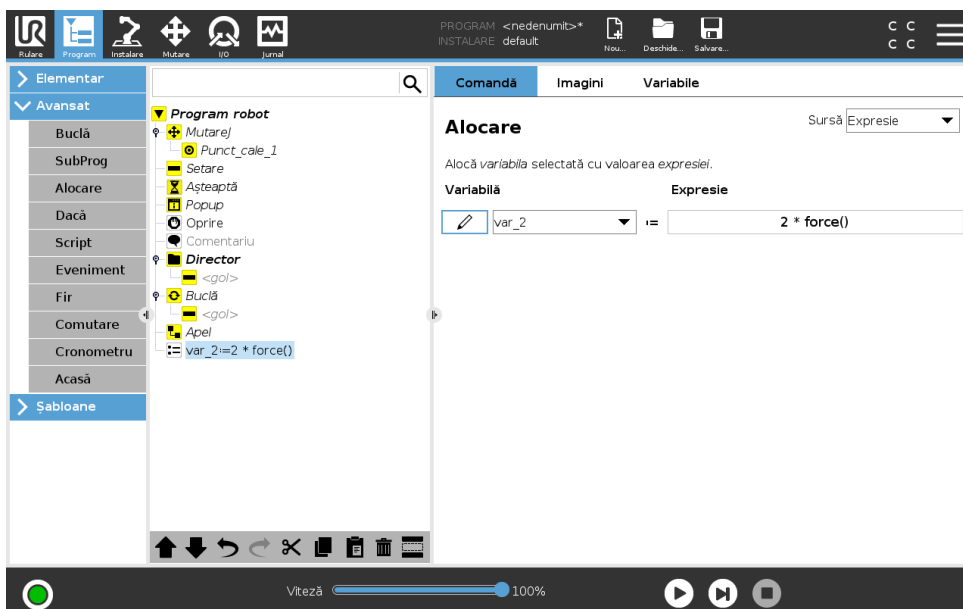 UR
Rulare
Program
Instalare
Mutare
I/O
Jurnal
PROGRAM <nedenumit>*
INSTALARE default
Nou...
Deschide...
Salvare...
C C
C C
Elementar
Avansat
Buclă
SubProg
Alocare
Dacă
Script
Eveniment
Fir
Comutare
Cronometru
Acasă
Șabloane
Program robot
MutareJ
Punct_cale_1
Setare
Așteaptă
Popup
Oprire
Comentariu
Director
<gol>
Buclă
<gol>
Apel
var_2:=2 * force()
Comandă
Imagini
Variabile
Alocare
Sursă Expresie
Alocă variabila selectată cu valoarea expresiei.
Variabilă Expresie
var_2 := 2 * force()
Viteză 100%